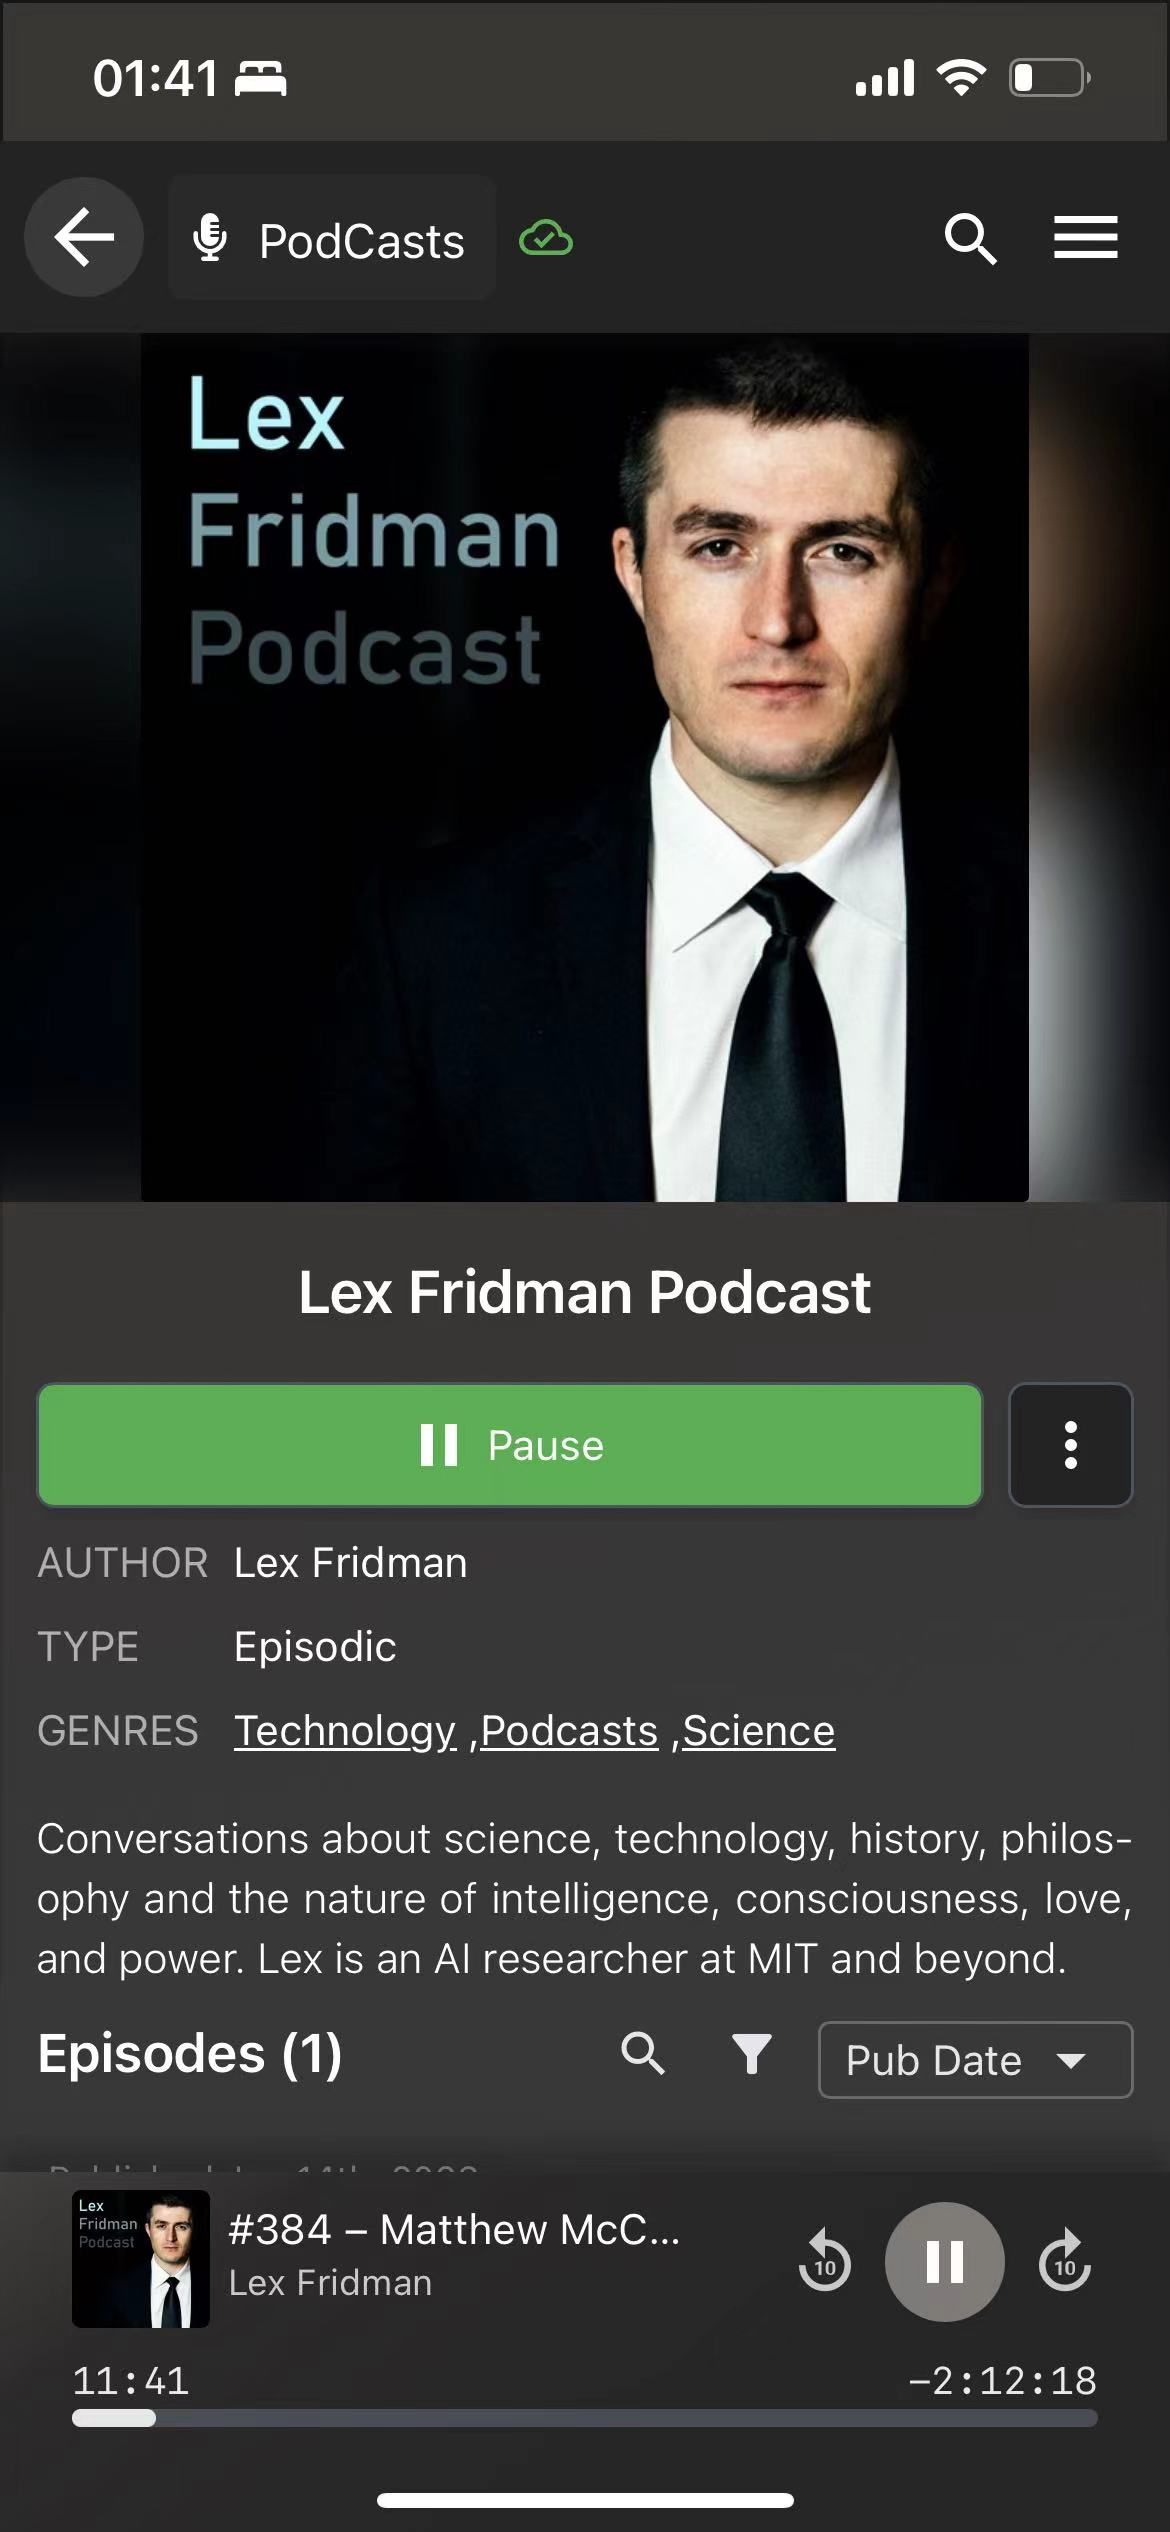 01:41
PodCasts
Lex
Fridman
Podcast
Lex Fridman Podcast
Pause
AUTHOR Lex Fridman
TYPE Episodic
GENRES Technology ,Podcasts ,Science
Conversations about science, technology, history, philos-
ophy and the nature of intelligence, consciousness, love,
and power. Lex is an AI researcher at MIT and beyond.
Episodes (1)
Pub Date
Lex
Fridman
Podcast
#384 – Matthew McC...
Lex Fridman
10
10
11:41
-2:12:18